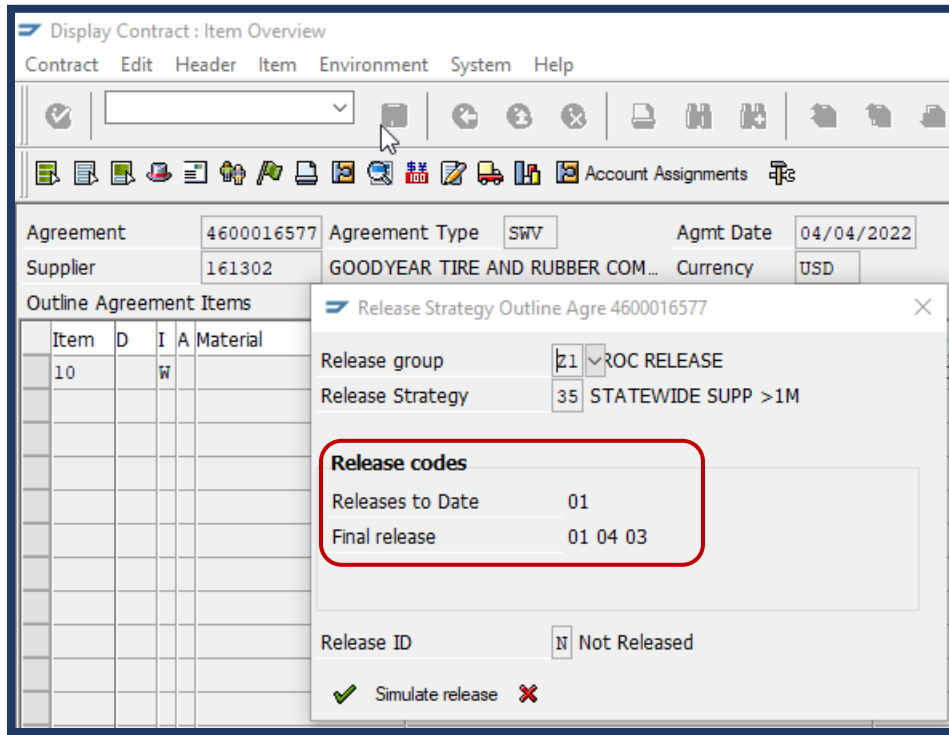 Display Contract : Item Overview
Contract Edit Header Item Environment System Help
Account Assignments
Agreement 4600016577 Agreement Type SWV Agmt Date 04/04/2022
Supplier 161302 GOODYEAR TIRE AND RUBBER COM... Currency USD
Outline Agreement Items
Item D I A Material
10 W
Release Strategy Outline Agre 4600016577
Release group Z1 ROC RELEASE
Release Strategy 35 STATEWIDE SUPP >1M
Release codes
Releases to Date 01
Final release 01 04 03
Release ID N Not Released
Simulate release